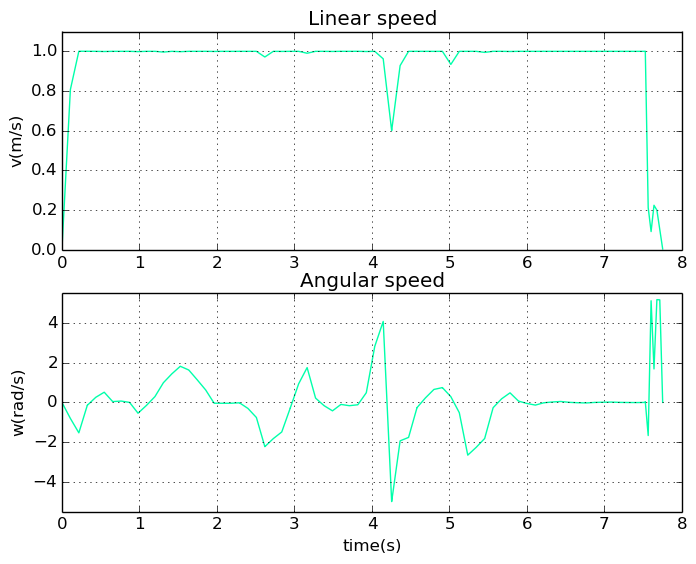 Linear speed
v(m/s)
1.0
0.8
0.6
0.4
0.2
0.0
0 1 2 3 4 5 6 7 8
Angular speed
w(rad/s)
4
2
0
−2
−4
0 1 2 3 4 5 6 7 8
time(s)